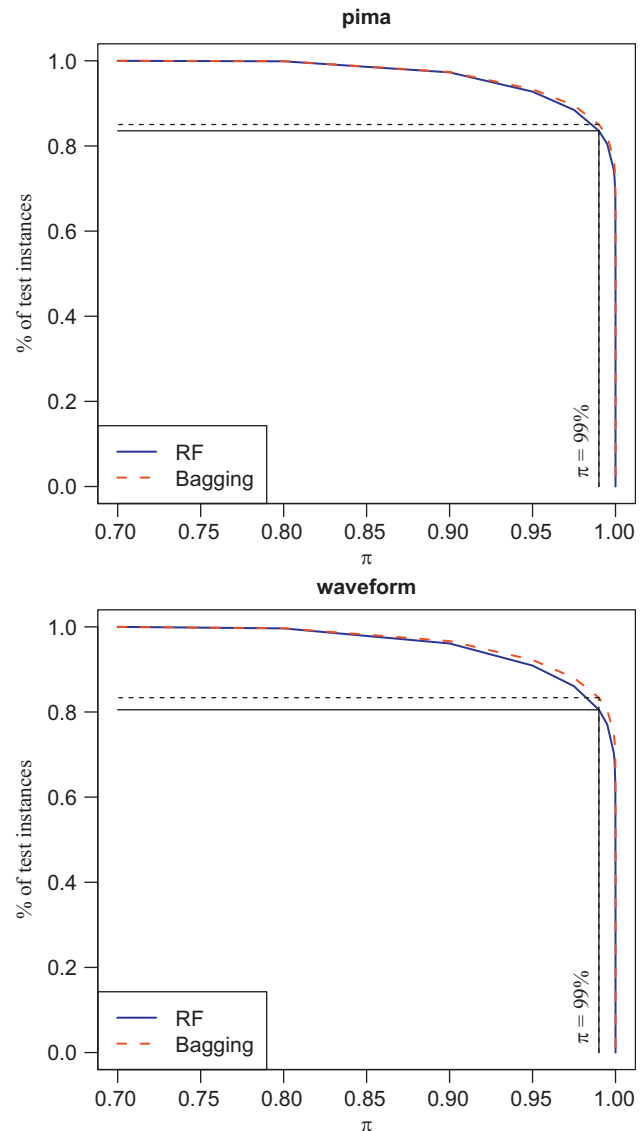 pima
% of test instances
1.0
0.8
0.6
0.4
0.2
0.0
π = 99%
RF
Bagging
0.70 0.75 0.80 0.85 0.90 0.95 1.00
π
waveform
% of test instances
1.0
0.8
0.6
0.4
0.2
0.0
π = 99%
RF
Bagging
0.70 0.75 0.80 0.85 0.90 0.95 1.00
π